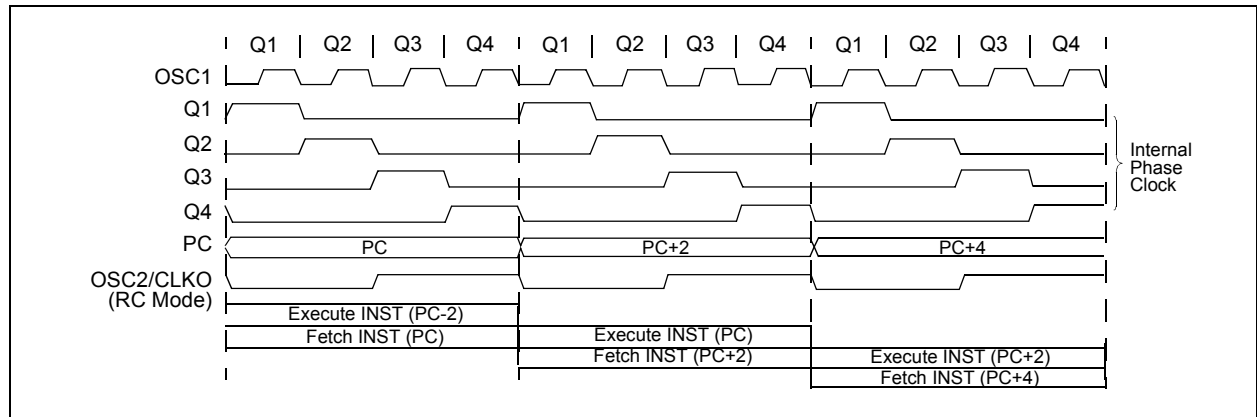 Q1 Q2 Q3 Q4 Q1 Q2 Q3 Q4 Q1 Q2 Q3 Q4
OSC1
Q1
Q2
Q3
Q4
Internal
Phase
Clock
PC PC PC+2 PC+4
OSC2/CLKO
(RC Mode)
Execute INST (PC-2)
Fetch INST (PC) Execute INST (PC)
Fetch INST (PC+2) Execute INST (PC+2)
Fetch INST (PC+4)